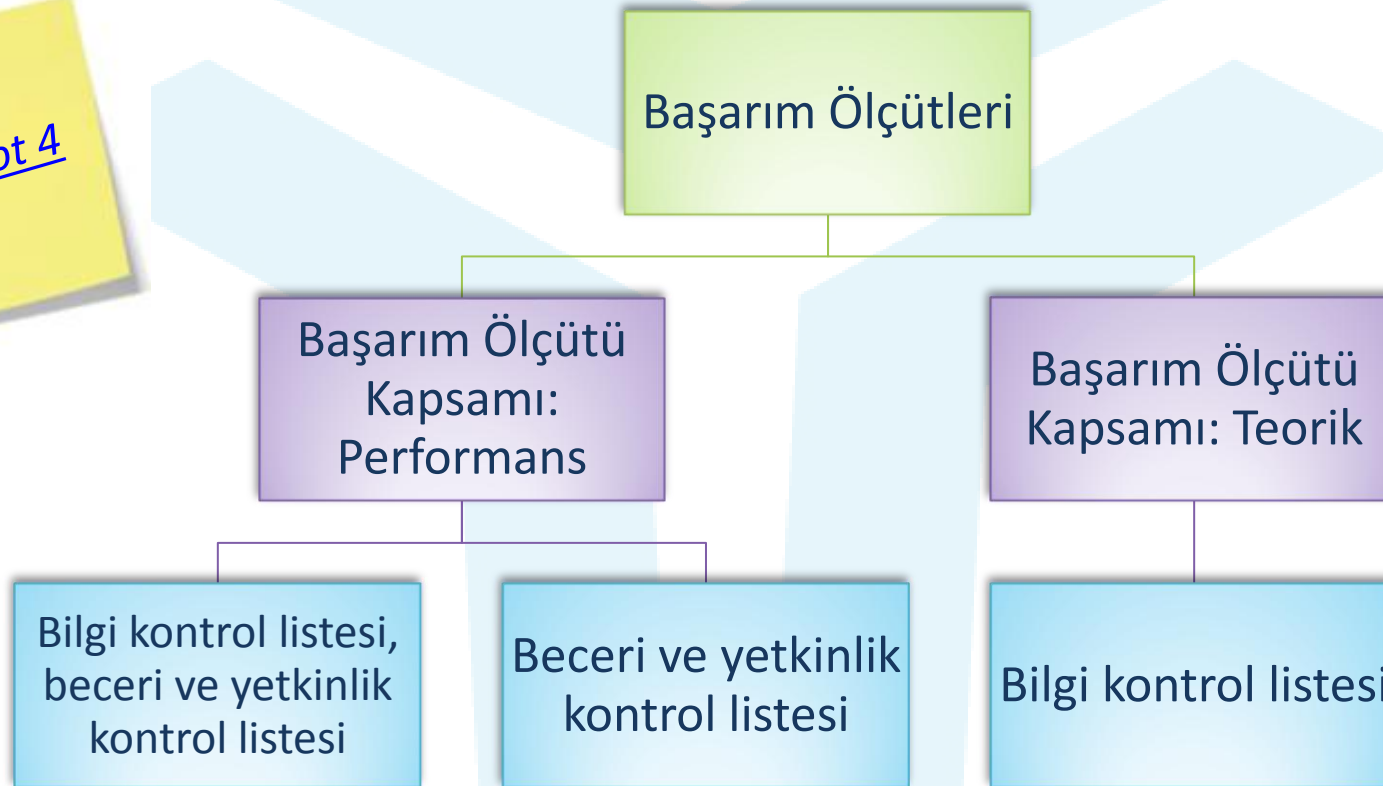 4
Başarım Ölçütleri
Başarım Ölçütü
Kapsamı:
Performans
Başarım Ölçütü
Kapsamı: Teorik
Bilgi kontrol listesi,
beceri ve yetkinlik
kontrol listesi
Beceri ve yetkinlik
kontrol listesi
Bilgi kontrol listesi